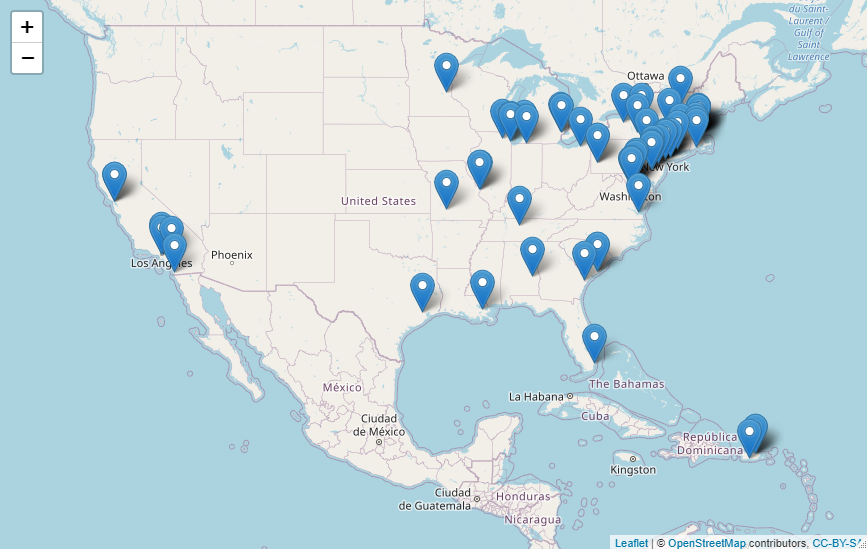 +
−
du Saint-
Laurent /
Gulf of
Saint
Lawrence
Ottawa
New York
United States
Washington
Phoenix
Los Angeles
México
The Bahamas
La Habana
Cuba
Ciudad
de México
República
Dominicana
Kingston
Ciudad
de Guatemala
Honduras
Nicaragua
Leaflet | © OpenStreetMap contributors, CC-BY-SA